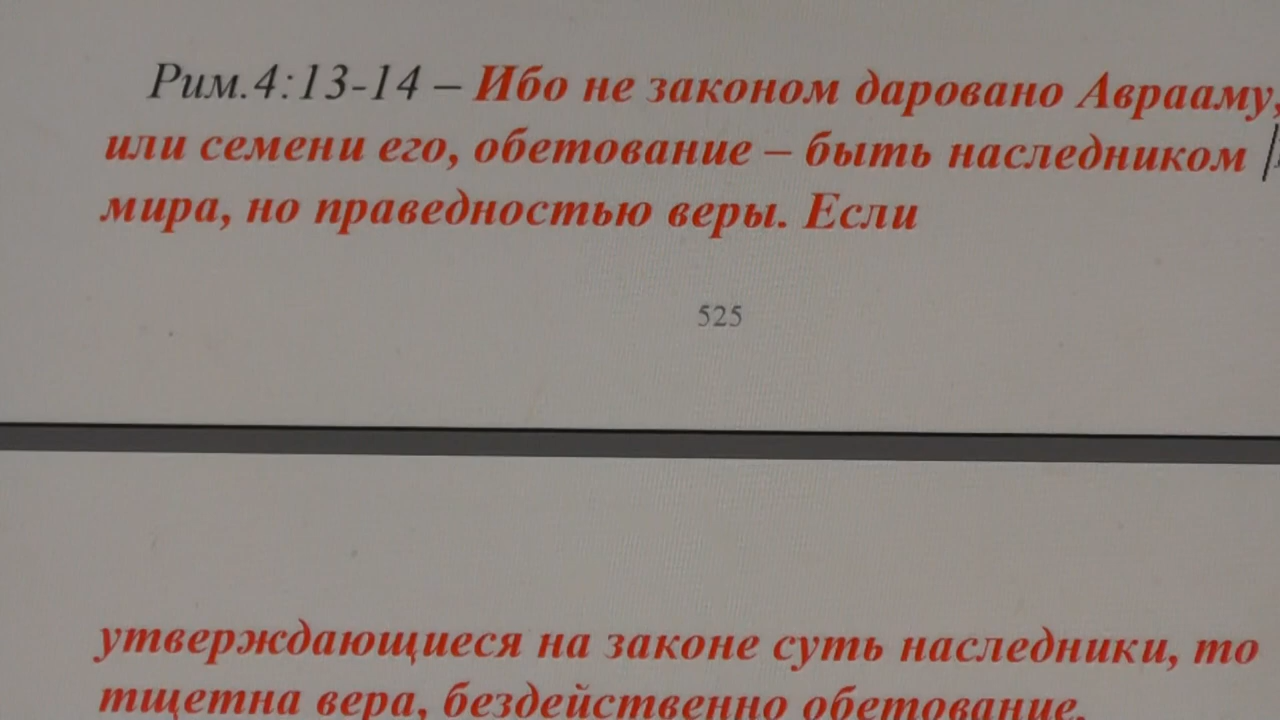 Рим.4:13-14 – Ибо не законом даровано Аврааму,
или семени его, обетование – быть наследником
мира, но праведностью веры. Если
525
утверждающиеся на законе суть наследники, то
тщетна вера, бездейственно обетование.